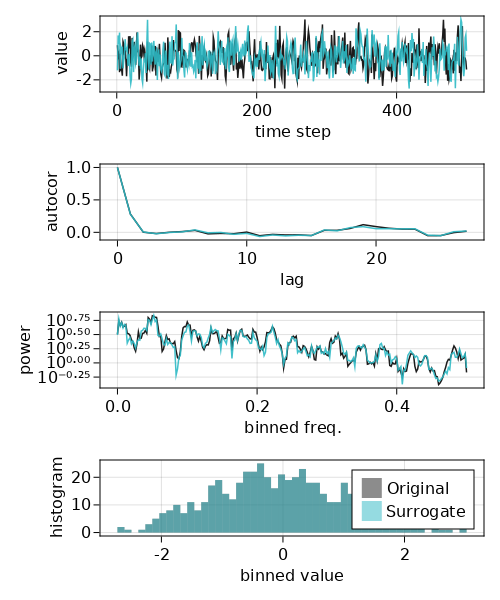 value
2
0
-2
0 200 400
time step
autocor
1.0
0.5
0.0
0 10 20
lag
power
10^0.75
10^0.50
10^0.25
10^0.00
10^-0.25
0.0 0.2 0.4
binned freq.
histogram
20
10
0
Original
Surrogate
-2 0 2
binned value